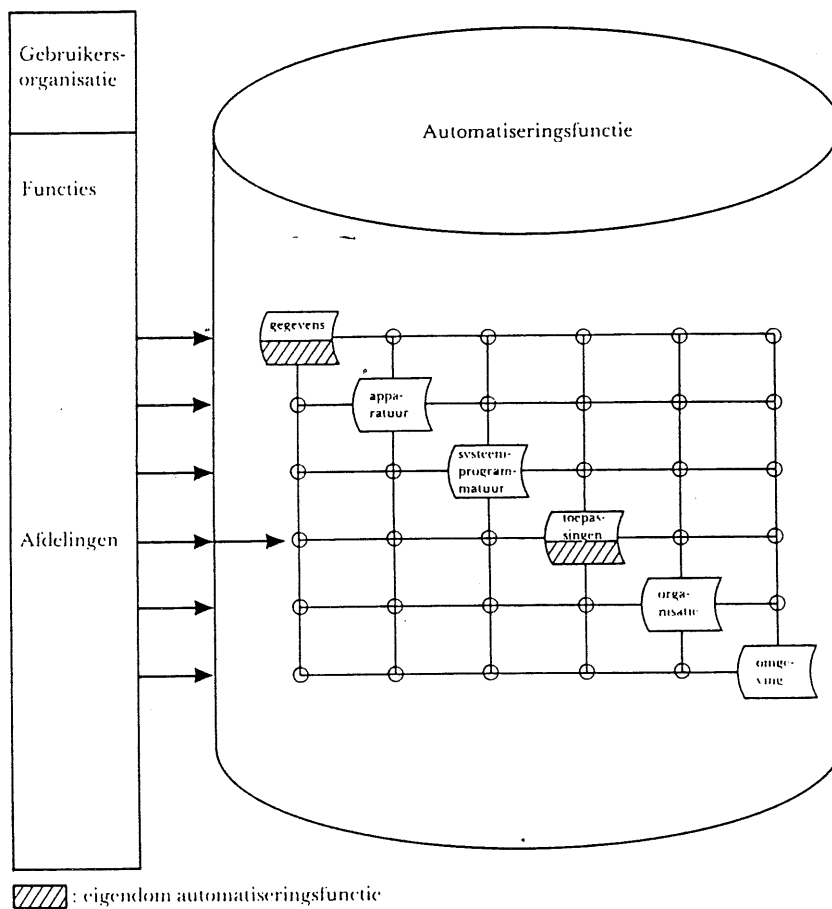 Gebruikers-
organisatie
Automatiseringsfunctie
Functies
gegevens
appa-
ratuur
systeem-
program-
matuur
Afdelingen
toepas-
singen
orga-
nisatie
omge-
ving
: eigendom automatiseringsfunctie